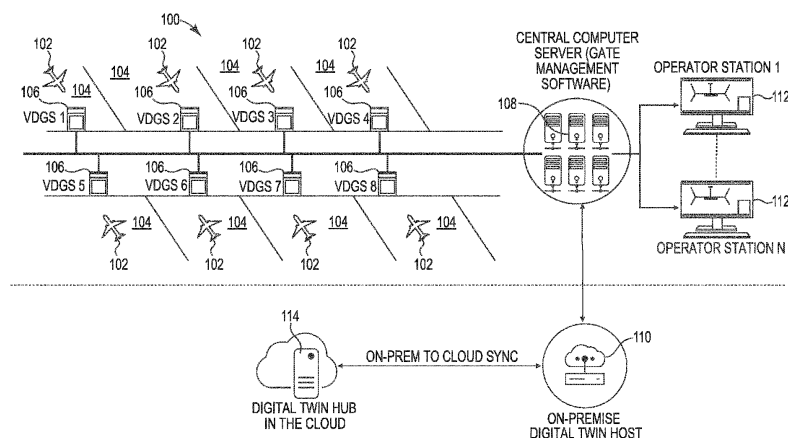 100
CENTRAL COMPUTER
SERVER (GATE
MANAGEMENT
SOFTWARE)
OPERATOR STATION 1
102 104 102 104 102 104 102
104
106 106 106 106
VDGS 1 VDGS 2 VDGS 3 VDGS 4
108
112
106 106 106 106
VDGS 5 VDGS 6 VDGS 7 VDGS 8
104 104 104 104
102 102 102 102
112
OPERATOR STATION N
114
110
ON-PREM TO CLOUD SYNC
DIGITAL TWIN HUB
IN THE CLOUD
ON-PREMISE
DIGITAL TWIN HOST